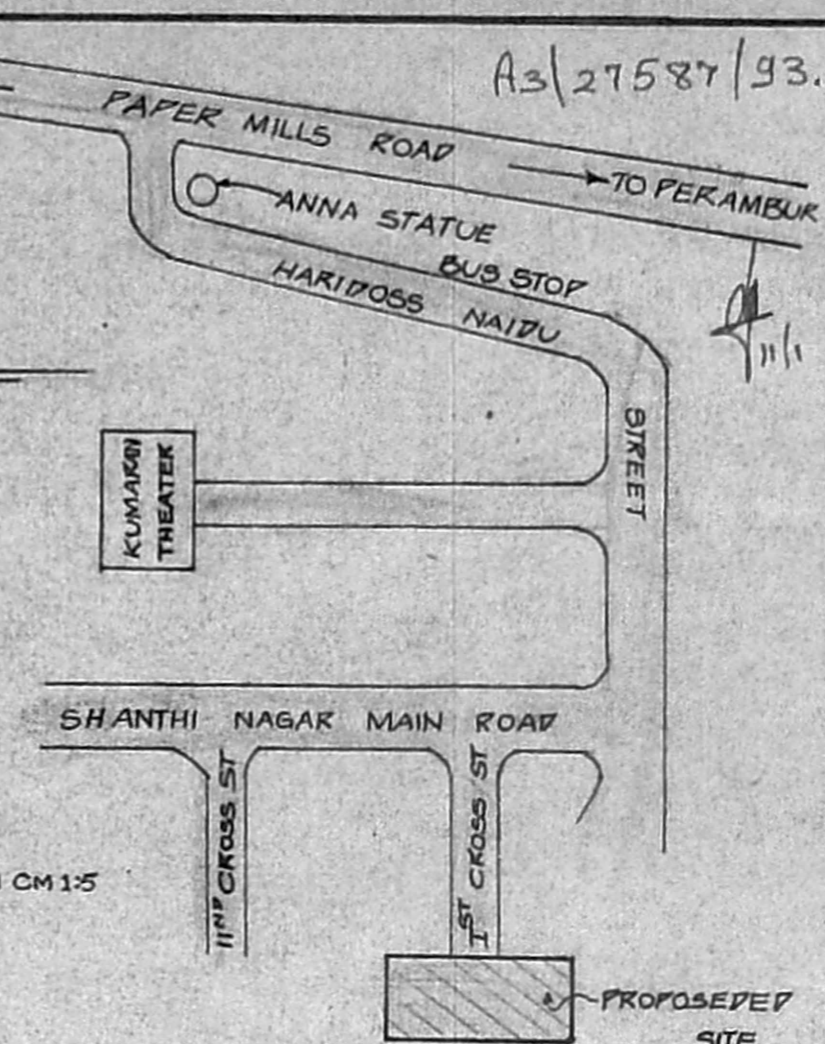 A3\27587/93.
PAPER MILLS ROAD
TO PERAMBUR
ANNA STATUE
BUS STOP
HARIDOSS NAIDU
STREET
KUMARAN
THEATER
SHANTHI NAGAR MAIN ROAD
IIND CROSS ST
IST CROSS ST
CM 1:5
PROPOSEDED
SITE